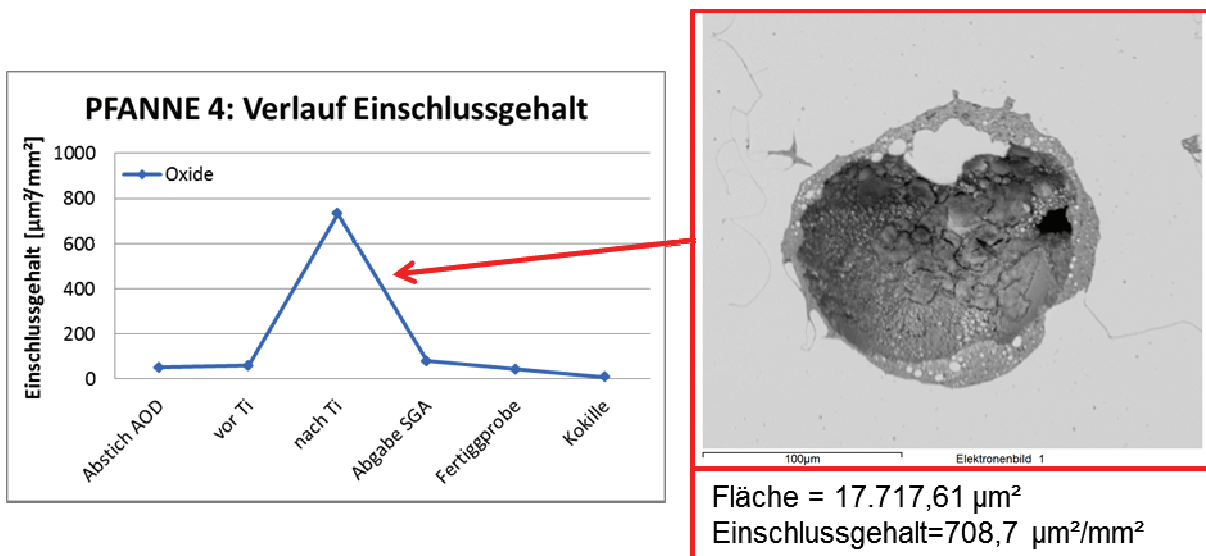 PFANNE 4: Verlauf Einschlussgehalt
Einschlussgehalt [µm²/mm²]
1000
800
600
400
200
0
Oxide
Abstich AOD
vor Ti
nach Ti
Abgabe SGA
Fertiggprobe
Kokille
100µm
Elektronenbild 1
Fläche = 17.717,61 µm²
Einschlussgehalt=708,7 µm²/mm²